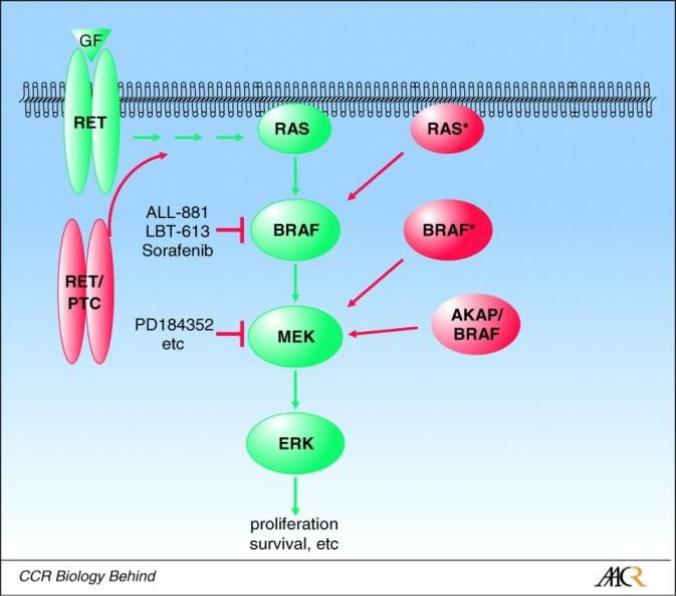 GF
RET
RAS
RAS*
ALL-881
LBT-613
Sorafenib
BRAF
BRAF*
RET/
PTC
PD184352
etc
MEK
AKAP/
BRAF
ERK
proliferation
survival, etc
CCR Biology Behind
AACR